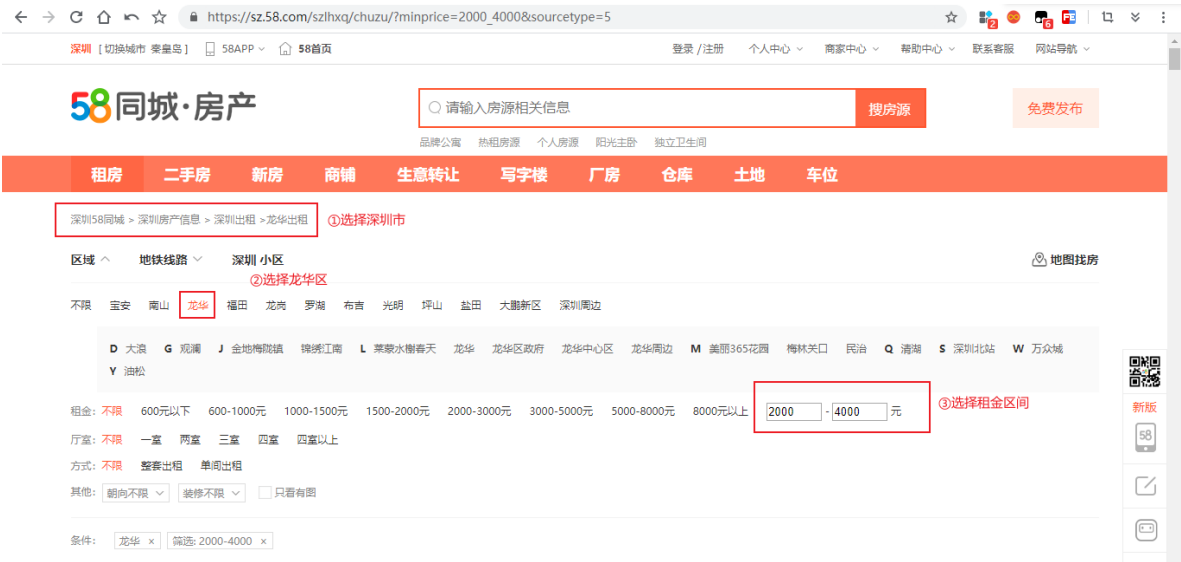 https://sz.58.com/szlhxq/chuzu/?minprice=2000_4000&sourcetype=5
2
6
深圳 [切换城市 秦皇岛] 58APP 58首页 登录 /注册 个人中心 商家中心 帮助中心 联系客服 网站导航
58同城·房产 请输入房源相关信息 搜房源 免费发布
品牌公寓 热租房源 个人房源 阳光主卧 独立卫生间
租房 二手房 新房 商铺 生意转让 写字楼 厂房 仓库 土地 车位
深圳58同城 > 深圳房产信息 > 深圳出租 >龙华出租 ①选择深圳市
区域 地铁线路 深圳 小区 地图找房
②选择龙华区
不限 宝安 南山 龙华 福田 龙岗 罗湖 布吉 光明 坪山 盐田 大鹏新区 深圳周边
D 大浪 G 观澜 J 金地梅陇镇 锦绣江南 L 莱蒙水榭春天 龙华 龙华区政府 龙华中心区 龙华周边 M 美丽365花园 梅林关口 民治 Q 清湖 S 深圳北站 W 万众城
Y 油松
租金: 不限 600元以下 600-1000元 1000-1500元 1500-2000元 2000-3000元 3000-5000元 5000-8000元 8000元以上 2000 - 4000 元 ③选择租金区间
新版
58
厅室: 不限 一室 两室 三室 四室 四室以上
方式: 不限 整套出租 单间出租
其他: 朝向不限 装修不限 只看有图
条件: 龙华 × 筛选: 2000-4000 ×